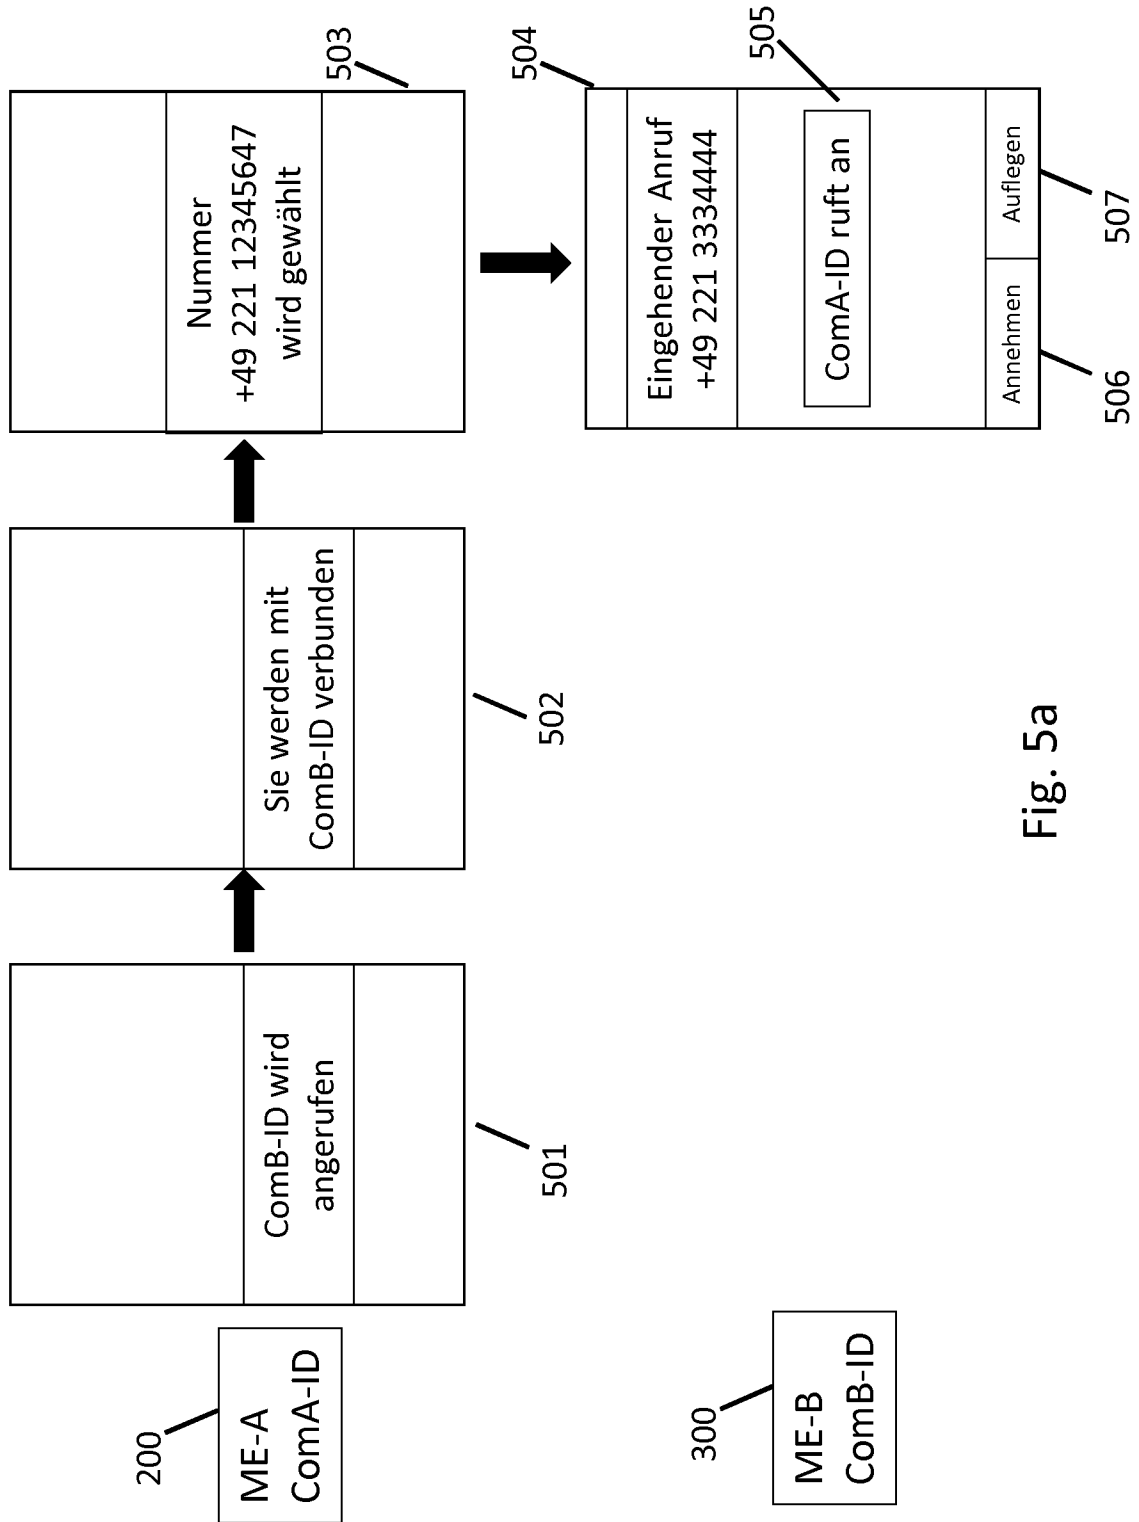 200
ME-A
ComA-ID
ComB-ID wird
angerufen
501
Sie werden mit
ComB-ID verbunden
502
Nummer
+49 221 12345647
wird gewählt
503
300
ME-B
ComB-ID
504
Eingehender Anruf
+49 221 3334444
505
ComA-ID ruft an
Annehmen
Auflegen
506
507
Fig. 5a